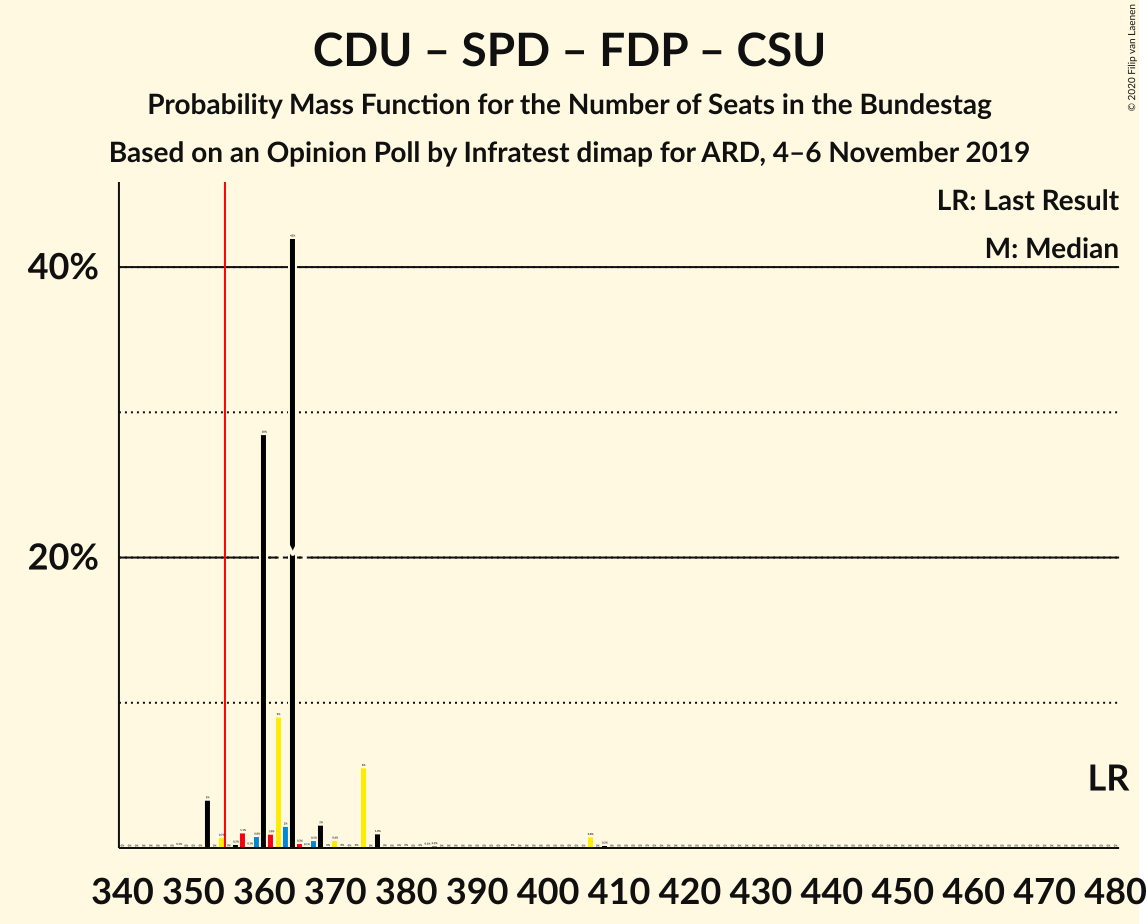 CDU – SPD – FDP – CSU
Probability Mass Function for the Number of Seats in the Bundestag
Based on an Opinion Poll by Infratest dimap for ARD, 4–6 November 2019
© 2020 Filip van Laenen
LR: Last Result
M: Median
40%
20%
LR
340 350 360 370 380 390 400 410 420 430 440 450 460 470 480